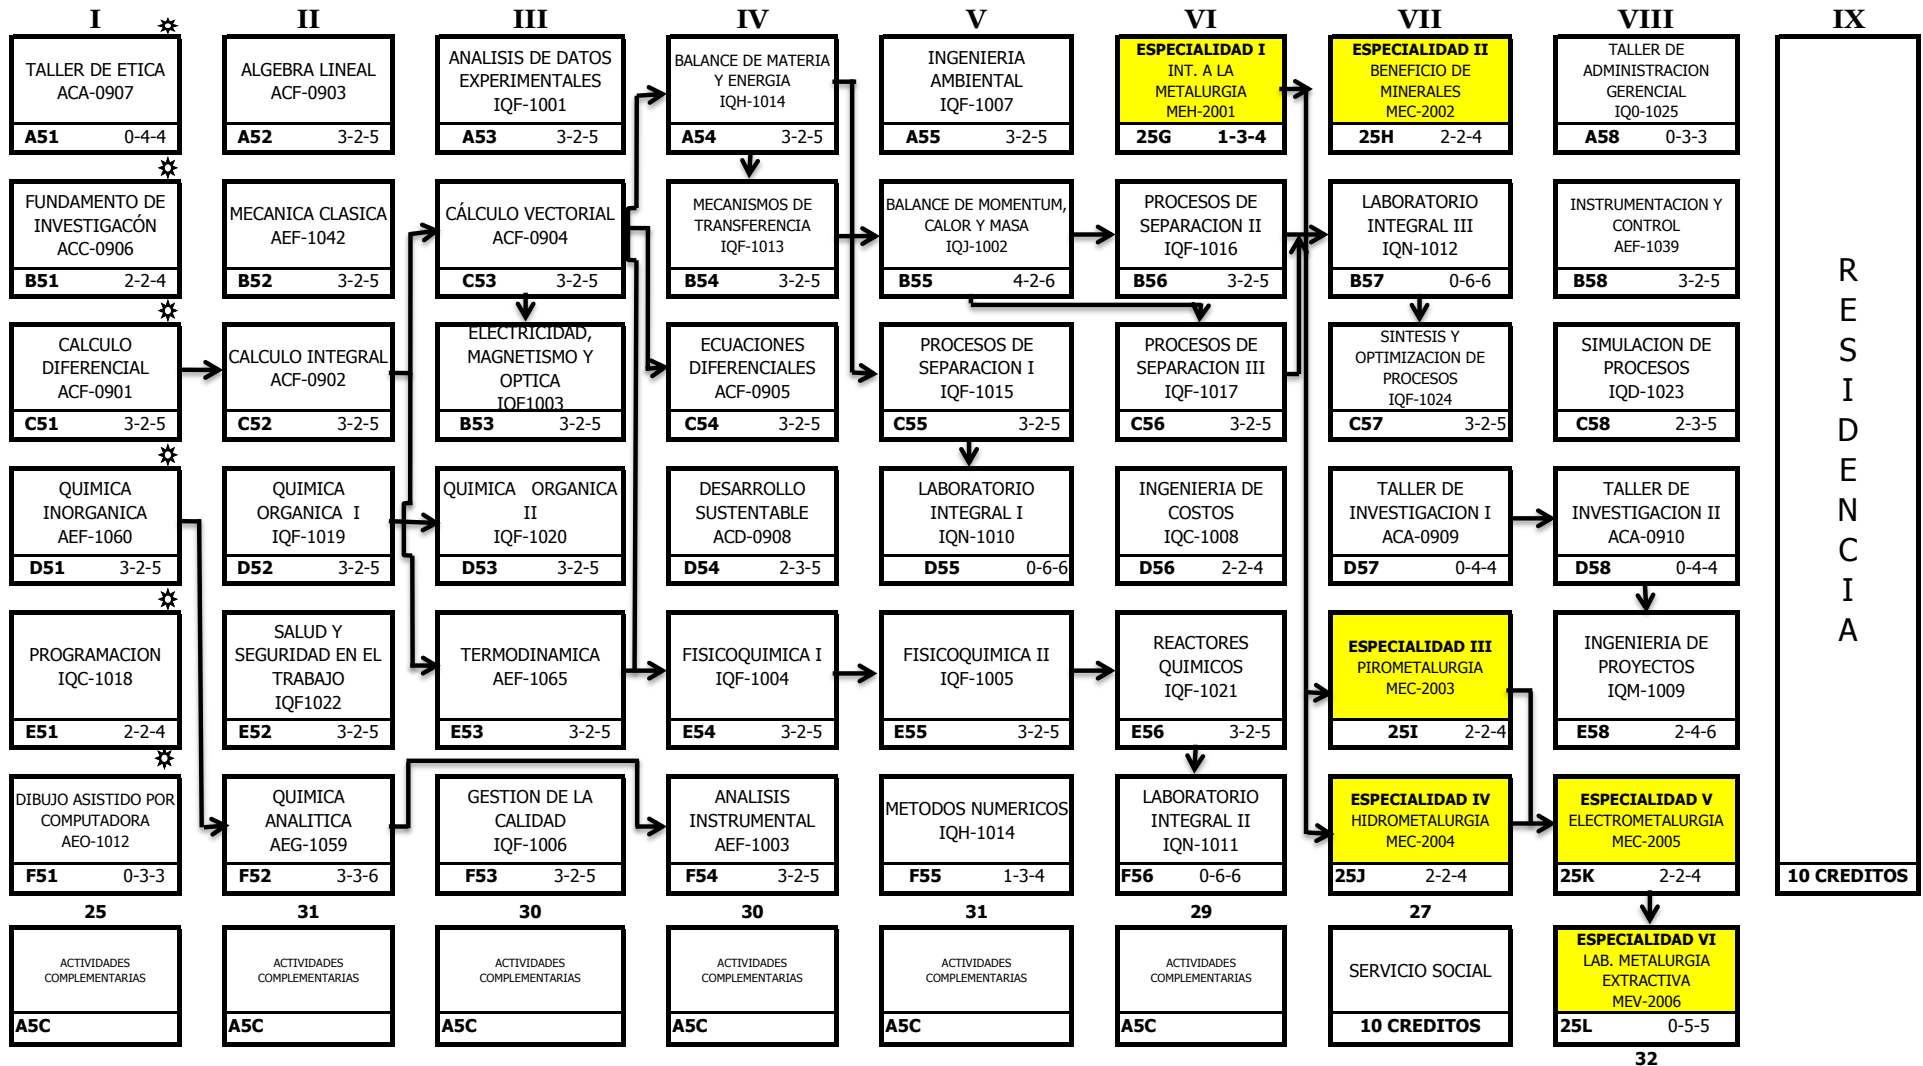 I
II
III
IV
V
VI
VII
VIII
IX
TALLER DE ETICA
ACA-0907
A51 0-4-4
ALGEBRA LINEAL
ACF-0903
A52 3-2-5
ANALISIS DE DATOS
EXPERIMENTALES
IQF-1001
A53 3-2-5
BALANCE DE MATERIA
Y ENERGIA
IQH-1014
A54 3-2-5
INGENIERIA
AMBIENTAL
IQF-1007
A55 3-2-5
ESPECIALIDAD I
INT. A LA
METALURGIA
MEH-2001
25G 1-3-4
ESPECIALIDAD II
BENEFICIO DE
MINERALES
MEC-2002
25H 2-2-4
TALLER DE
ADMINISTRACION
GERENCIAL
IQ0-1025
A58 0-3-3
FUNDAMENTO DE
INVESTIGACÓN
ACC-0906
B51 2-2-4
MECANICA CLASICA
AEF-1042
B52 3-2-5
CÁLCULO VECTORIAL
ACF-0904
C53 3-2-5
MECANISMOS DE
TRANSFERENCIA
IQF-1013
B54 3-2-5
BALANCE DE MOMENTUM,
CALOR Y MASA
IQJ-1002
B55 4-2-6
PROCESOS DE
SEPARACION II
IQF-1016
B56 3-2-5
LABORATORIO
INTEGRAL III
IQN-1012
B57 0-6-6
INSTRUMENTACION Y
CONTROL
AEF-1039
B58 3-2-5
CALCULO
DIFERENCIAL
ACF-0901
C51 3-2-5
CALCULO INTEGRAL
ACF-0902
C52 3-2-5
ELECTRICIDAD,
MAGNETISMO Y
OPTICA
IQF1003
B53 3-2-5
ECUACIONES
DIFERENCIALES
ACF-0905
C54 3-2-5
PROCESOS DE
SEPARACION I
IQF-1015
C55 3-2-5
PROCESOS DE
SEPARACION III
IQF-1017
C56 3-2-5
SINTESIS Y
OPTIMIZACION DE
PROCESOS
IQF-1024
C57 3-2-5
SIMULACION DE
PROCESOS
IQD-1023
C58 2-3-5
QUIMICA
INORGANICA
AEF-1060
D51 3-2-5
QUIMICA
ORGANICA I
IQF-1019
D52 3-2-5
QUIMICA ORGANICA
II
IQF-1020
D53 3-2-5
DESARROLLO
SUSTENTABLE
ACD-0908
D54 2-3-5
LABORATORIO
INTEGRAL I
IQN-1010
D55 0-6-6
INGENIERIA DE
COSTOS
IQC-1008
D56 2-2-4
TALLER DE
INVESTIGACION I
ACA-0909
D57 0-4-4
TALLER DE
INVESTIGACION II
ACA-0910
D58 0-4-4
PROGRAMACION
IQC-1018
E51 2-2-4
SALUD Y
SEGURIDAD EN EL
TRABAJO
IQF1022
E52 3-2-5
TERMODINAMICA
AEF-1065
E53 3-2-5
FISICOQUIMICA I
IQF-1004
E54 3-2-5
FISICOQUIMICA II
IQF-1005
E55 3-2-5
REACTORES
QUIMICOS
IQF-1021
E56 3-2-5
ESPECIALIDAD III
PIROMETALURGIA
MEC-2003
25I 2-2-4
INGENIERIA DE
PROYECTOS
IQM-1009
E58 2-4-6
DIBUJO ASISTIDO POR
COMPUTADORA
AEO-1012
F51 0-3-3
QUIMICA
ANALITICA
AEG-1059
F52 3-3-6
GESTION DE LA
CALIDAD
IQF-1006
F53 3-2-5
ANALISIS
INSTRUMENTAL
AEF-1003
F54 3-2-5
METODOS NUMERICOS
IQH-1014
F55 1-3-4
LABORATORIO
INTEGRAL II
IQN-1011
F56 0-6-6
ESPECIALIDAD IV
HIDROMETALURGIA
MEC-2004
25J 2-2-4
ESPECIALIDAD V
ELECTROMETALURGIA
MEC-2005
25K 2-2-4
R
E
S
I
D
E
N
C
I
A
10 CREDITOS
25
31
30
30
31
29
27
ACTIVIDADES
COMPLEMENTARIAS
A5C
ACTIVIDADES
COMPLEMENTARIAS
A5C
ACTIVIDADES
COMPLEMENTARIAS
A5C
ACTIVIDADES
COMPLEMENTARIAS
A5C
ACTIVIDADES
COMPLEMENTARIAS
A5C
ACTIVIDADES
COMPLEMENTARIAS
A5C
SERVICIO SOCIAL
10 CREDITOS
ESPECIALIDAD VI
LAB. METALURGIA
EXTRACTIVA
MEV-2006
25L 0-5-5
32